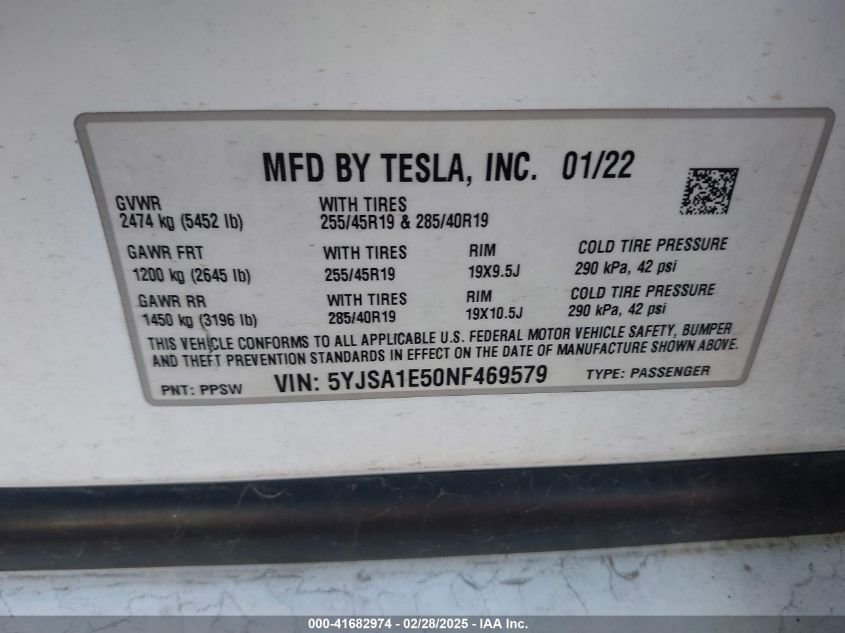 MFD BY TESLA, INC. 01/22
GVWR WITH TIRES
2474 kg (5452 lb) 255/45R19 & 285/40R19
GAWR FRT WITH TIRES RIM COLD TIRE PRESSURE
1200 kg (2645 lb) 255/45R19 19X9.5J 290 kPa, 42 psi
GAWR RR WITH TIRES RIM COLD TIRE PRESSURE
1450 kg (3196 lb) 285/40R19 19X10.5J 290 kPa, 42 psi
THIS VEHICLE CONFORMS TO ALL APPLICABLE U.S. FEDERAL MOTOR VEHICLE SAFETY, BUMPER
AND THEFT PREVENTION STANDARDS IN EFFECT ON THE DATE OF MANUFACTURE SHOWN ABOVE.
PNT: PPSW VIN: 5YJSA1E50NF469579 TYPE: PASSENGER
000-41682974 - 02/28/2025 - © IAA Inc.